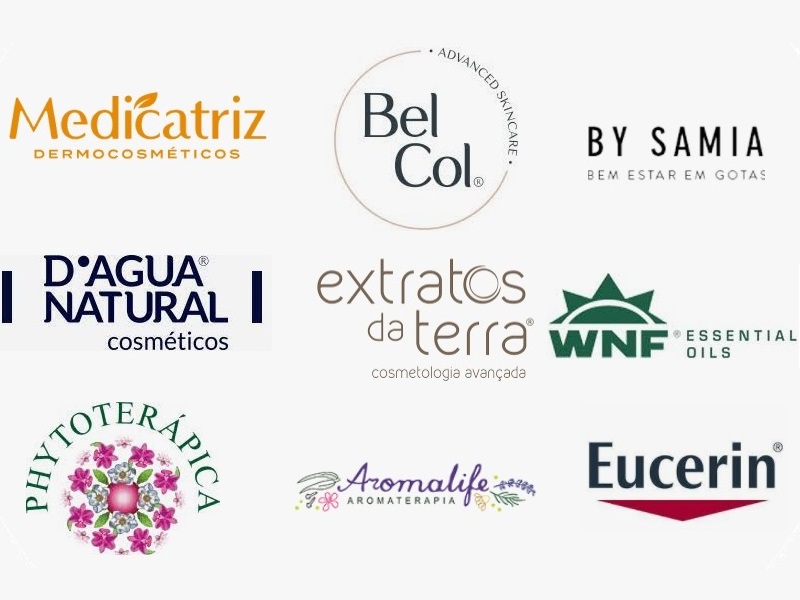 Medicatriz
DERMOCOSMÉTICOS
• ADVANCED SKINCARE •
Bel
Col®
BY SAMIA
BEM ESTAR EM GOTAS
D'AGUA®
NATURAL
cosméticos
extratos
da terra®
cosmetologia avançada
WNF® ESSENTIAL
OILS
PHYTOTERÁPICA
Aromalife
AROMATERAPIA
Eucerin®